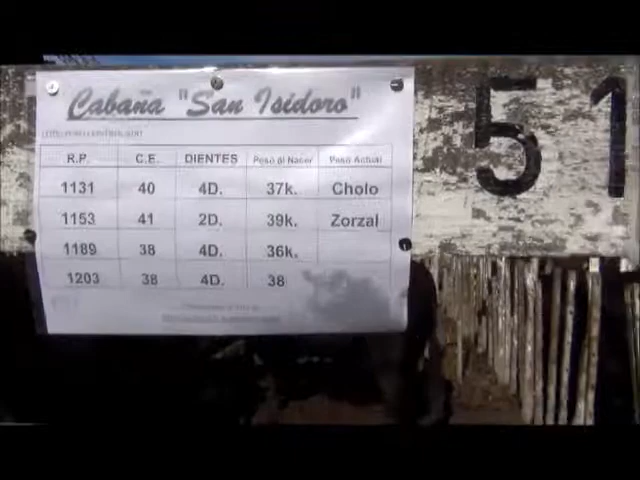 Cabaña "San Isidoro"
R.P. C.E. DIENTES Peso al Nacer Peso Actual
1131 40 4D. 37k. Cholo
1153 41 2D. 39k. Zorzal
1189 38 4D. 36k.
1203 38 4D. 38
51